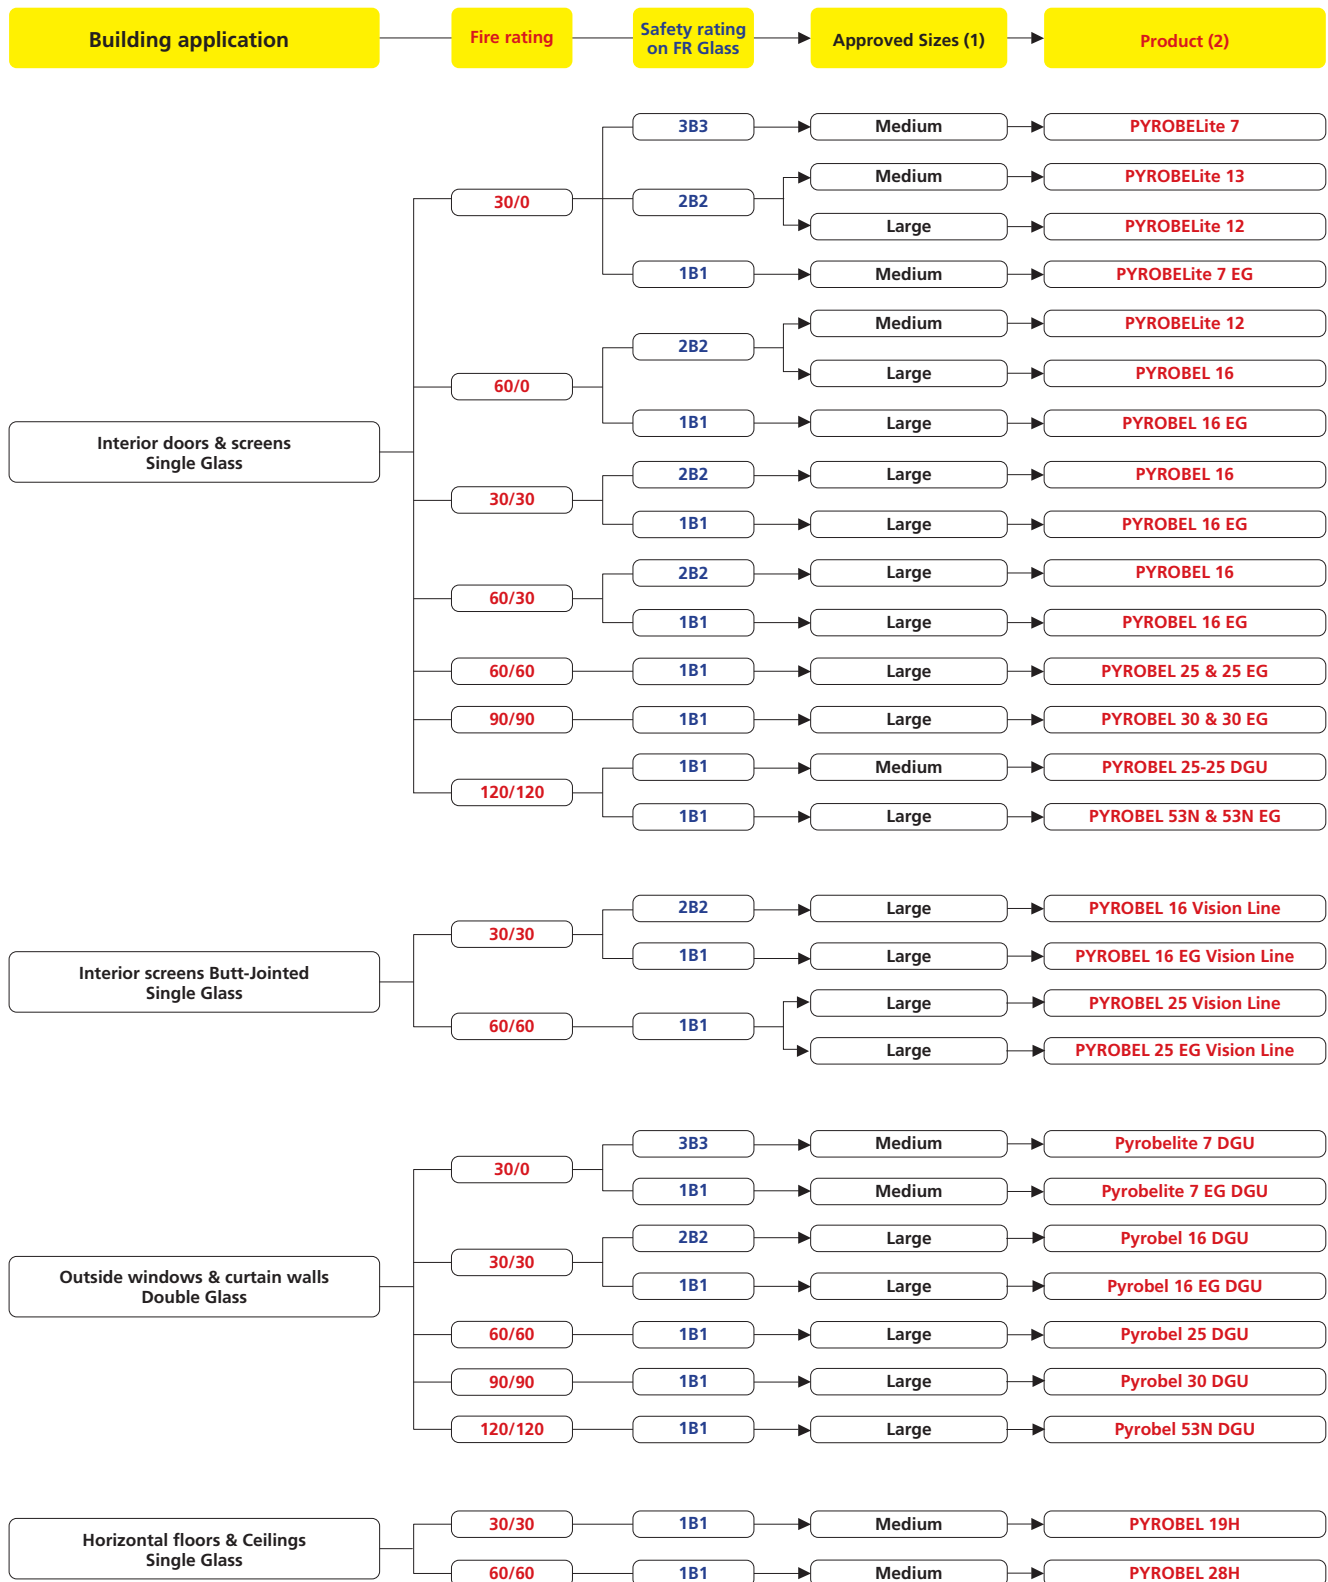 Building application
Fire rating
Safety rating
on FR Glass
Approved Sizes (1)
Product (2)
3B3
Medium
PYROBELite 7
30/0
2B2
Medium
PYROBELite 13
Large
PYROBELite 12
1B1
Medium
PYROBELite 7 EG
60/0
2B2
Medium
PYROBELite 12
Large
PYROBEL 16
1B1
Large
PYROBEL 16 EG
Interior doors & screens
Single Glass
30/30
2B2
Large
PYROBEL 16
1B1
Large
PYROBEL 16 EG
60/30
2B2
Large
PYROBEL 16
1B1
Large
PYROBEL 16 EG
60/60
1B1
Large
PYROBEL 25 & 25 EG
90/90
1B1
Large
PYROBEL 30 & 30 EG
120/120
1B1
Medium
PYROBEL 25-25 DGU
1B1
Large
PYROBEL 53N & 53N EG
Interior screens Butt-Jointed
Single Glass
30/30
2B2
Large
PYROBEL 16 Vision Line
1B1
Large
PYROBEL 16 EG Vision Line
60/60
1B1
Large
PYROBEL 25 Vision Line
Large
PYROBEL 25 EG Vision Line
Outside windows & curtain walls
Double Glass
30/0
3B3
Medium
Pyrobelite 7 DGU
1B1
Medium
Pyrobelite 7 EG DGU
30/30
2B2
Large
Pyrobel 16 DGU
1B1
Large
Pyrobel 16 EG DGU
60/60
1B1
Large
Pyrobel 25 DGU
90/90
1B1
Large
Pyrobel 30 DGU
120/120
1B1
Large
Pyrobel 53N DGU
Horizontal floors & Ceilings
Single Glass
30/30
1B1
Medium
PYROBEL 19H
60/60
1B1
Medium
PYROBEL 28H